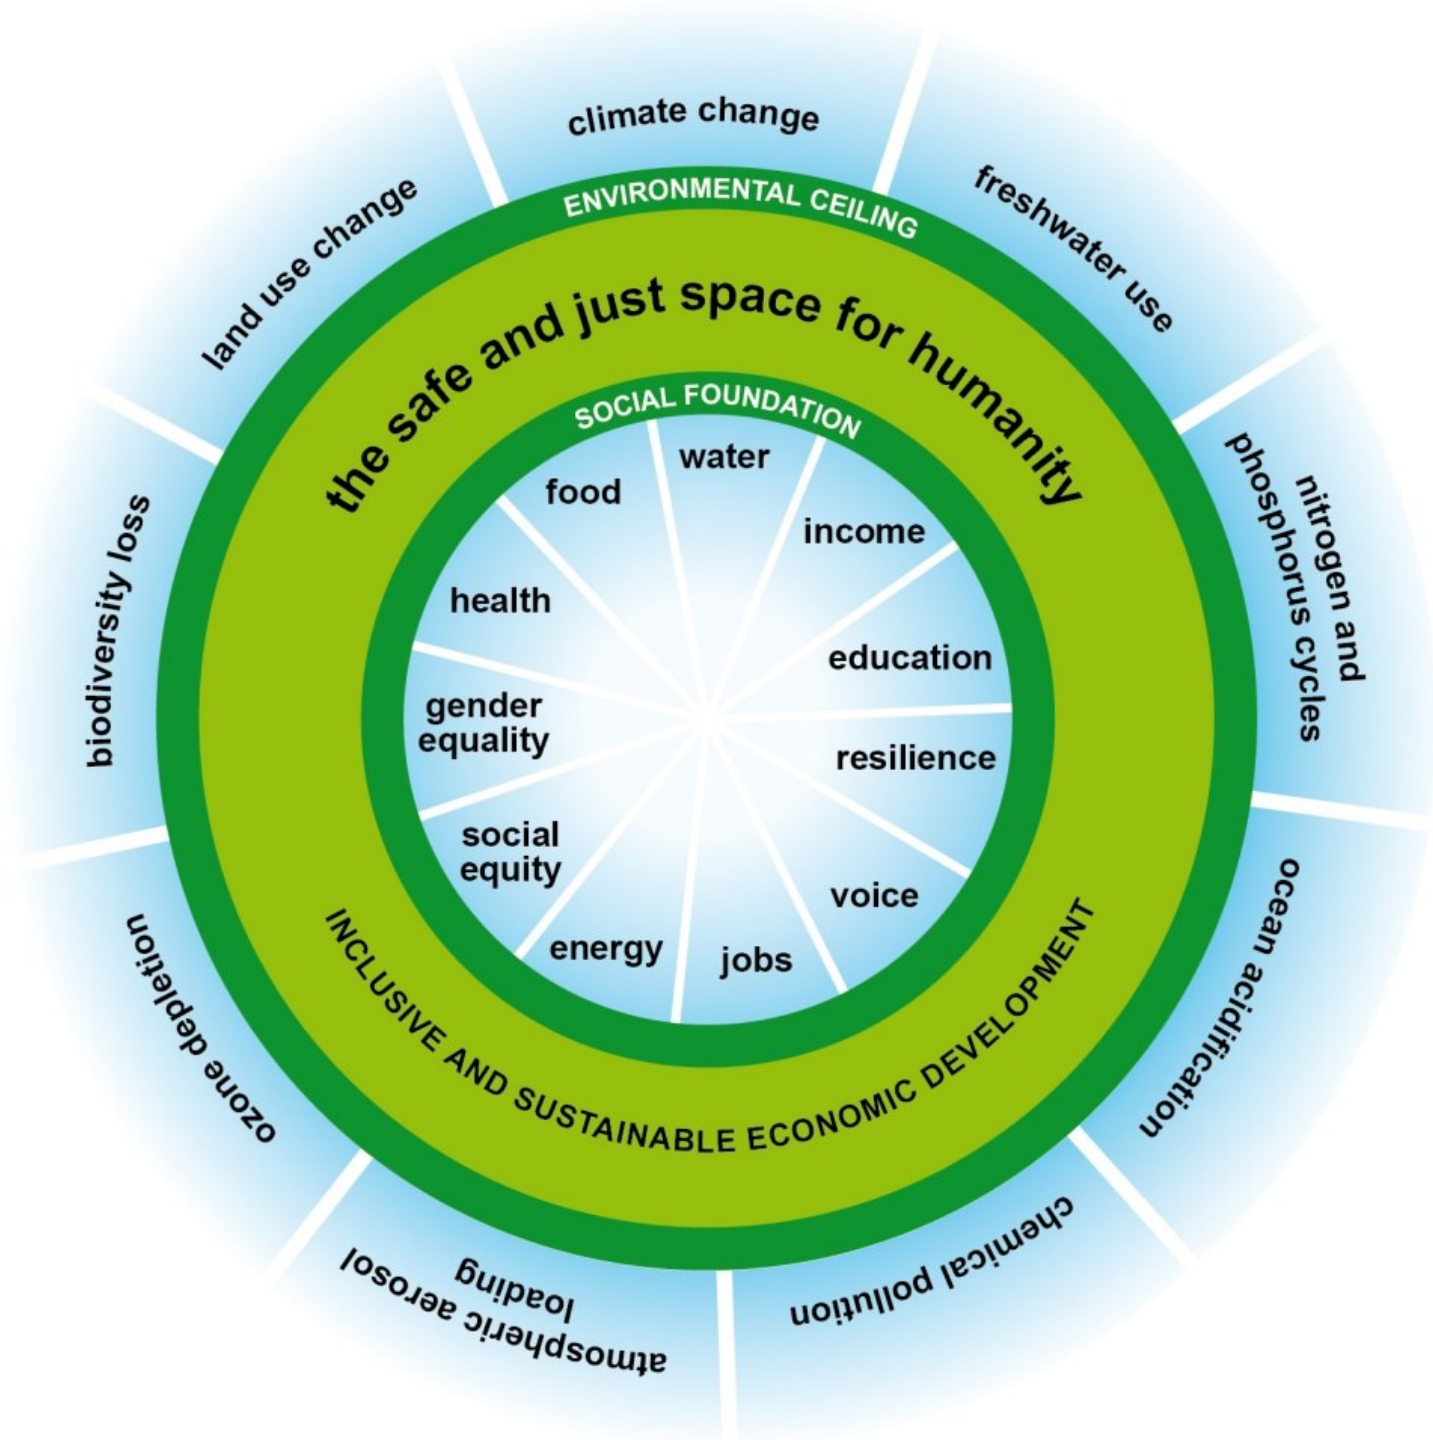 climate change
freshwater use
nitrogen and
phosphorus cycles
ocean acidification
chemical pollution
atmospheric aerosol
loading
ozone depletion
biodiversity loss
land use change
ENVIRONMENTAL CEILING
the safe and just space for humanity
SOCIAL FOUNDATION
water
income
education
resilience
voice
jobs
energy
social
equity
gender
equality
health
food
INCLUSIVE AND SUSTAINABLE ECONOMIC DEVELOPMENT